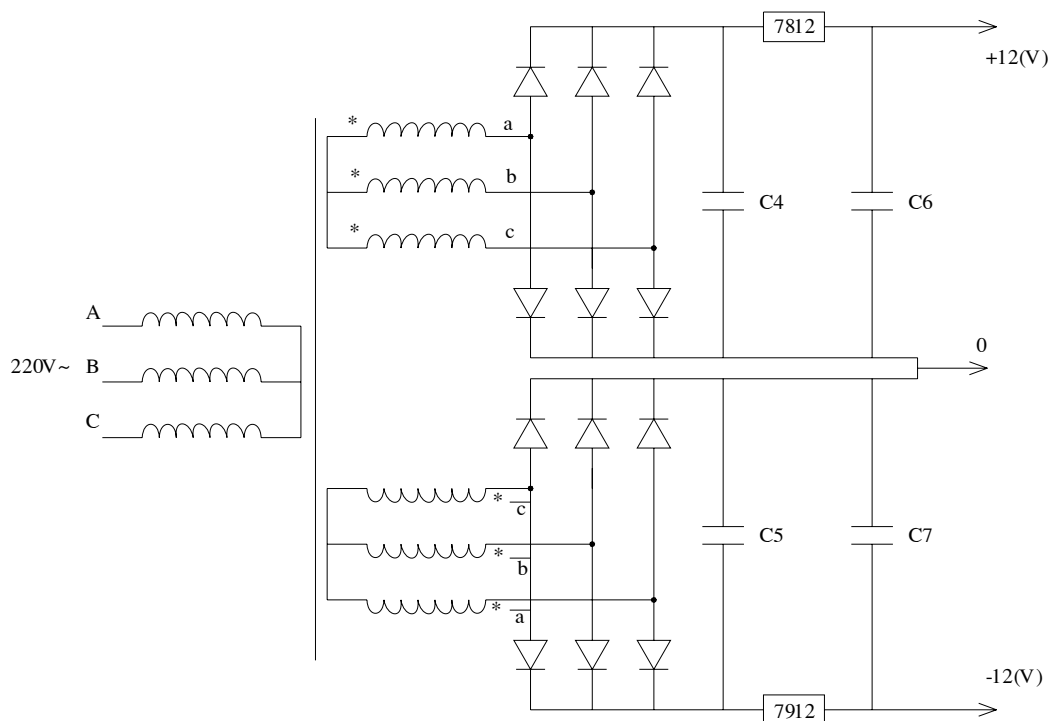 7812
+12(V)
* a
* b
* c
C4
C6
A
220V~ B
C
0
* c
* b
* a
C5
C7
-12(V)
7912